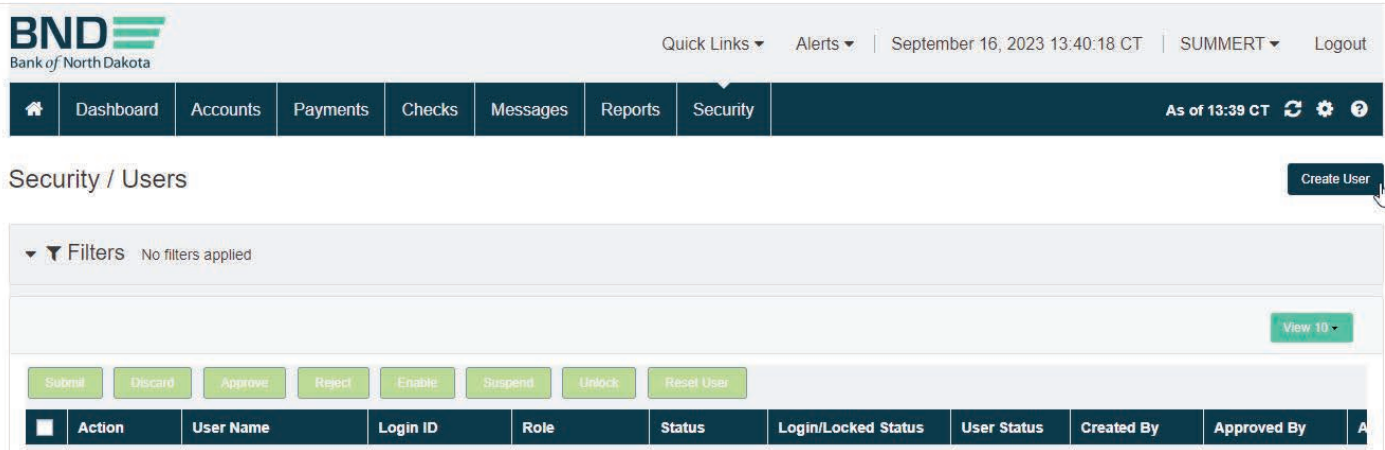 BND
Bank of North Dakota
Quick Links Alerts September 16, 2023 13:40:18 CT SUMMERT Logout
Dashboard Accounts Payments Checks Messages Reports Security As of 13:39 CT
Security / Users
Create User
Filters No filters applied
View 10
Submit Discard Approve Reject Enable Suspend Unlock Reset User
Action User Name Login ID Role Status Login/Locked Status User Status Created By Approved By A